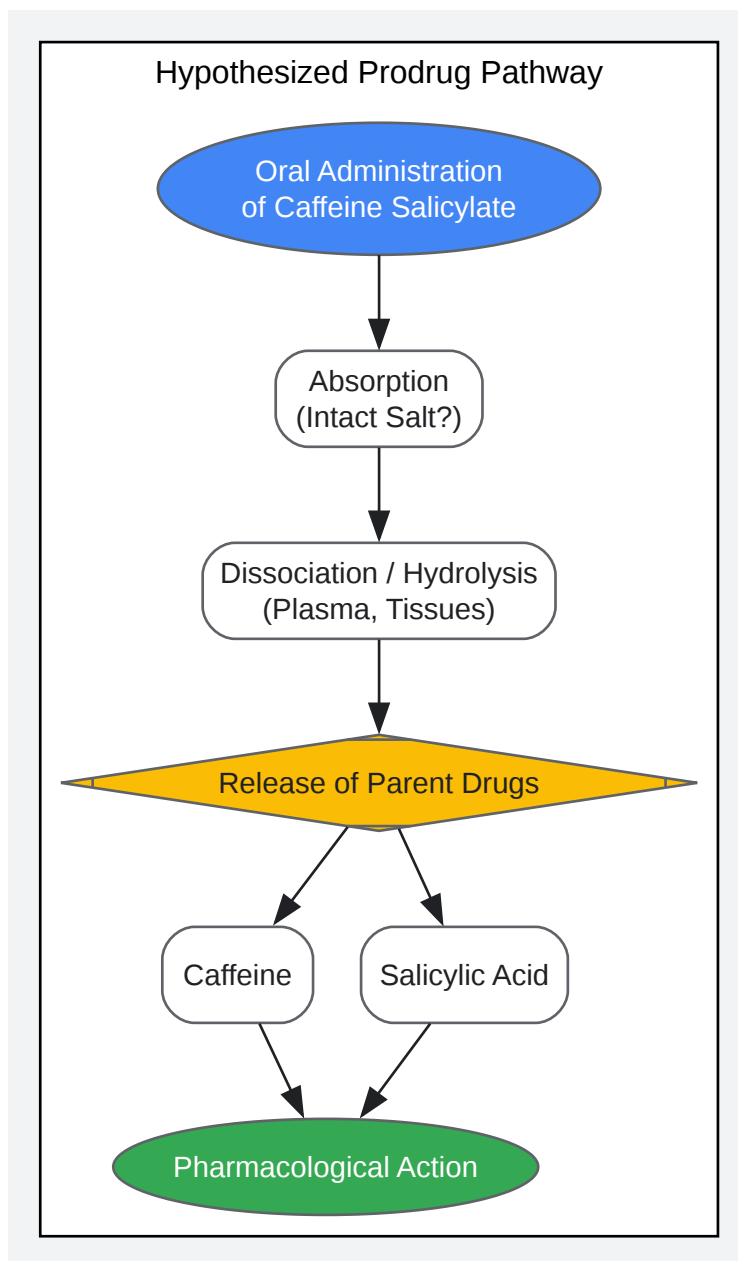 Hypothesized Prodrug Pathway
Oral Administration
of Caffeine Salicylate
Absorption
(Intact Salt?)
Dissociation / Hydrolysis
(Plasma, Tissues)
Release of Parent Drugs
Caffeine
Salicylic Acid
Pharmacological Action